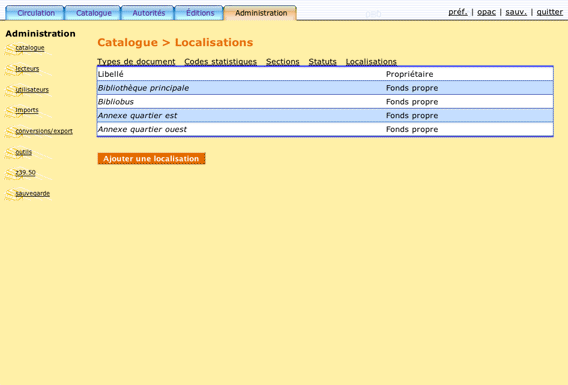 Circulation Catalogue Autorités Éditions Administration préf. | opac | sauv. | quitter
Administration
catalogue
lecteurs
utilisateurs
imports
conversions/export
outils
z39.50
sauvegarde
Catalogue > Localisations
Types de document Codes statistiques Sections Statuts Localisations
Libellé Propriétaire
Bibliothèque principale Fonds propre
Bibliobus Fonds propre
Annexe quartier est Fonds propre
Annexe quartier ouest Fonds propre
Ajouter une localisation